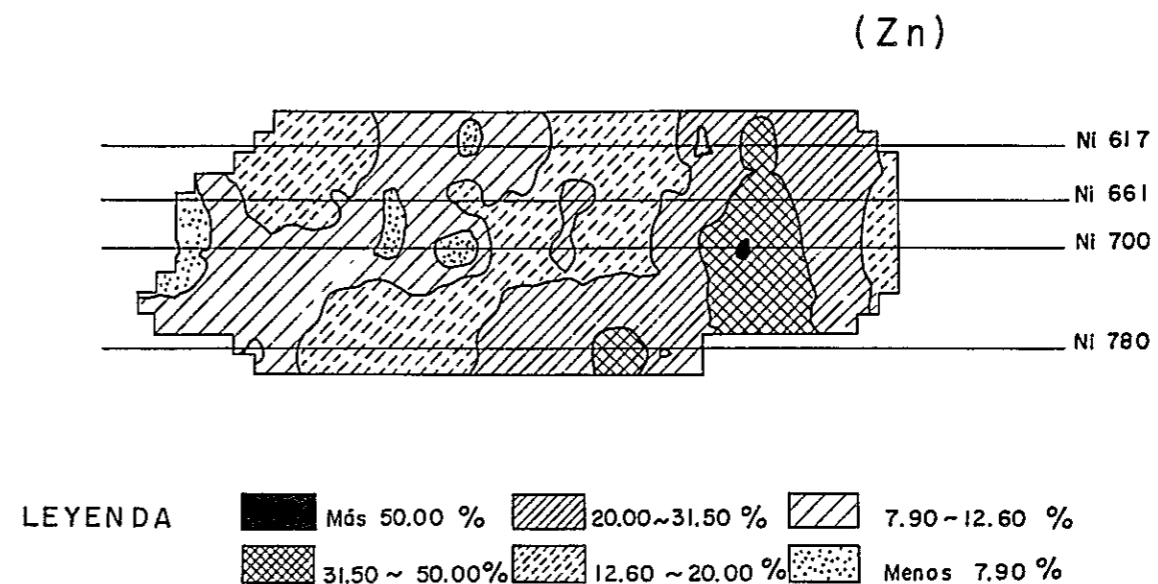 (Zn)
Ni 617
Ni 661
Ni 700
Ni 780
LEYENDA
Más 50.00 %
20.00~31.50 %
7.90~12.60 %
31.50 ~ 50.00%
12.60 ~ 20.00 %
Menos 7.90 %